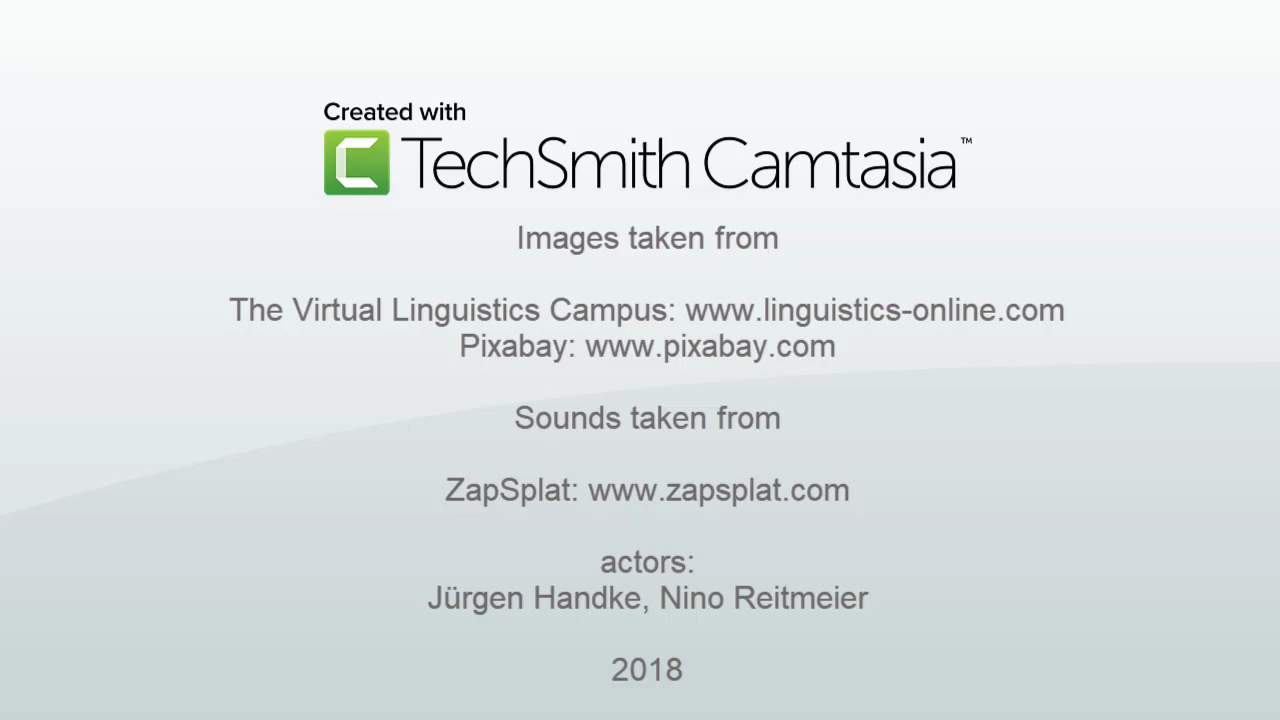 Created with
TechSmith Camtasia™
Images taken from
The Virtual Linguistics Campus: www.linguistics-online.com
Pixabay: www.pixabay.com
Sounds taken from
ZapSplat: www.zapsplat.com
actors:
Jürgen Handke, Nino Reitmeier
2018